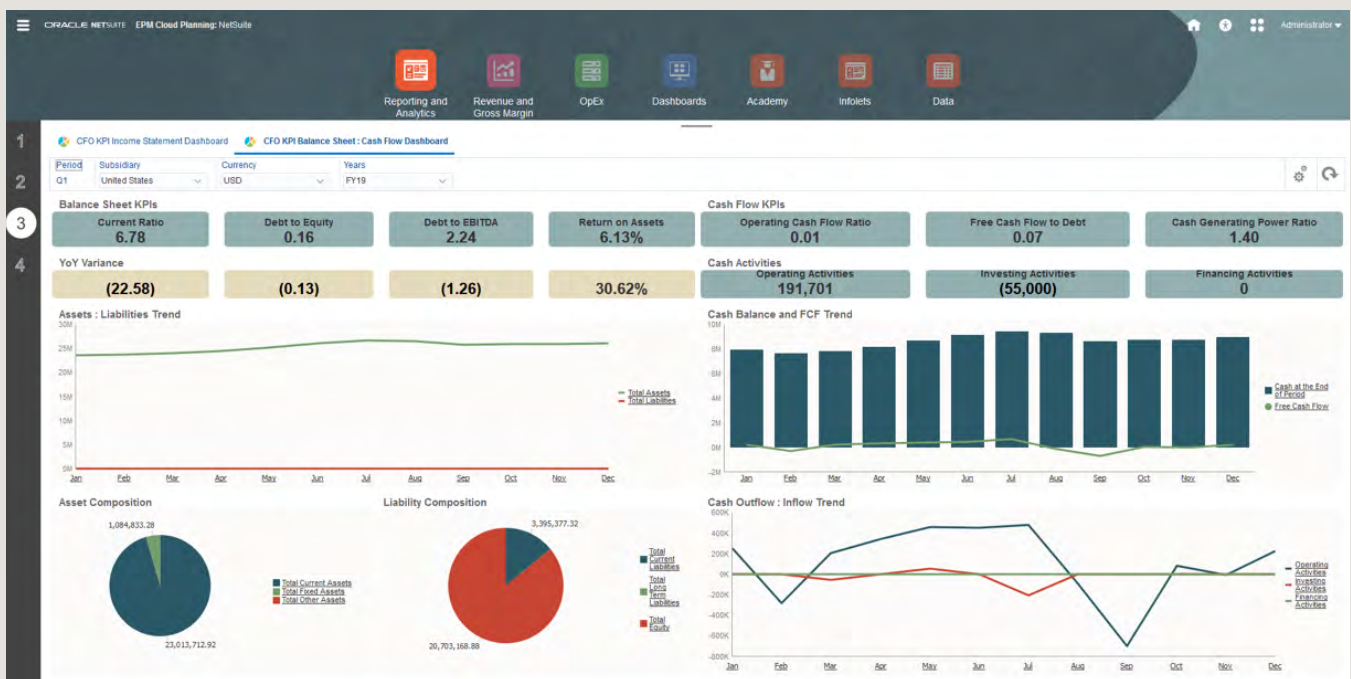 ORACLE NETSUITE EPM Cloud Planning: NetSuite
Administrator
Reporting and Analytics
Revenue and Gross Margin
OpEx
Dashboards
Academy
Infolets
Data
1
2
3
4
CFO KPI Income Statement Dashboard
CFO KPI Balance Sheet : Cash Flow Dashboard
Period Subsidiary Currency Years
Q1 United States USD FY19
Balance Sheet KPIs
Current Ratio
6.78
Debt to Equity
0.16
Debt to EBITDA
2.24
Return on Assets
6.13%
YoY Variance
(22.58)
(0.13)
(1.26)
30.62%
Cash Flow KPIs
Operating Cash Flow Ratio
0.01
Free Cash Flow to Debt
0.07
Cash Generating Power Ratio
1.40
Cash Activities
Operating Activities
191,701
Investing Activities
(55,000)
Financing Activities
0
Assets : Liabilities Trend
30M
25M
20M
15M
10M
5M
0M
Jan Feb Mar Apr May Jun Jul Aug Sep Oct Nov Dec
Total Assets
Total Liabilities
Cash Balance and FCF Trend
10M
8M
6M
4M
2M
0M
-2M
Jan Feb Mar Apr May Jun Jul Aug Sep Oct Nov Dec
Cash at the End
of Period
Free Cash Flow
Asset Composition
1,084,833.28
23,013,712.92
Total Current Assets
Total Fixed Assets
Total Other Assets
Liability Composition
3,395,377.32
20,703,168.88
Total
Current
Liabilities
Total
Long
Term
Liabilities
Total
Equity
Cash Outflow : Inflow Trend
600K
400K
200K
0K
-200K
-400K
-600K
-800K
Jan Feb Mar Apr May Jun Jul Aug Sep Oct Nov Dec
Operating
Activities
Investing
Activities
Financing
Activities